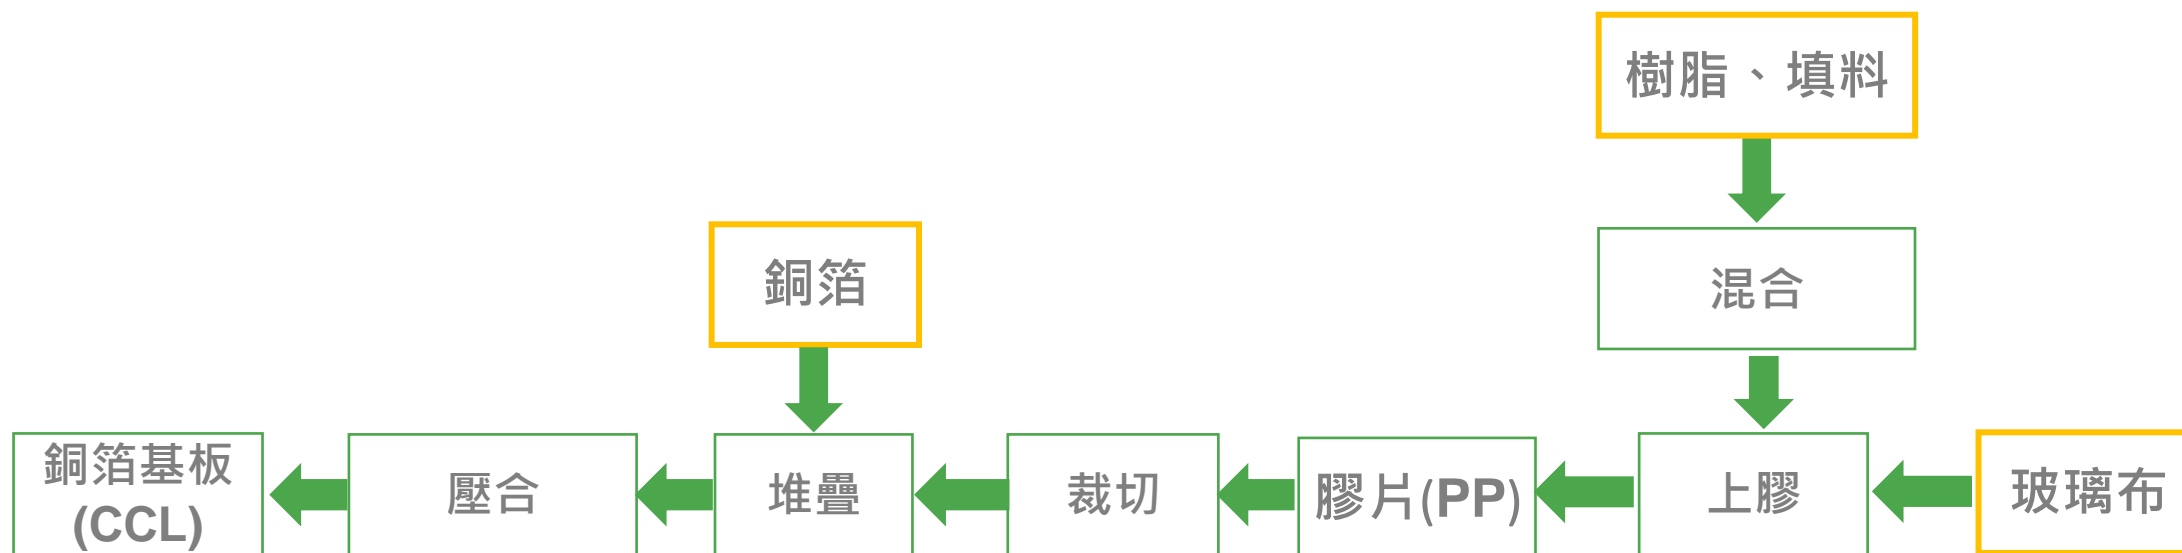 樹脂、填料
銅箔
混合
銅箔基板
(CCL)
壓合
堆疊
裁切
膠片(PP)
上膠
玻璃布